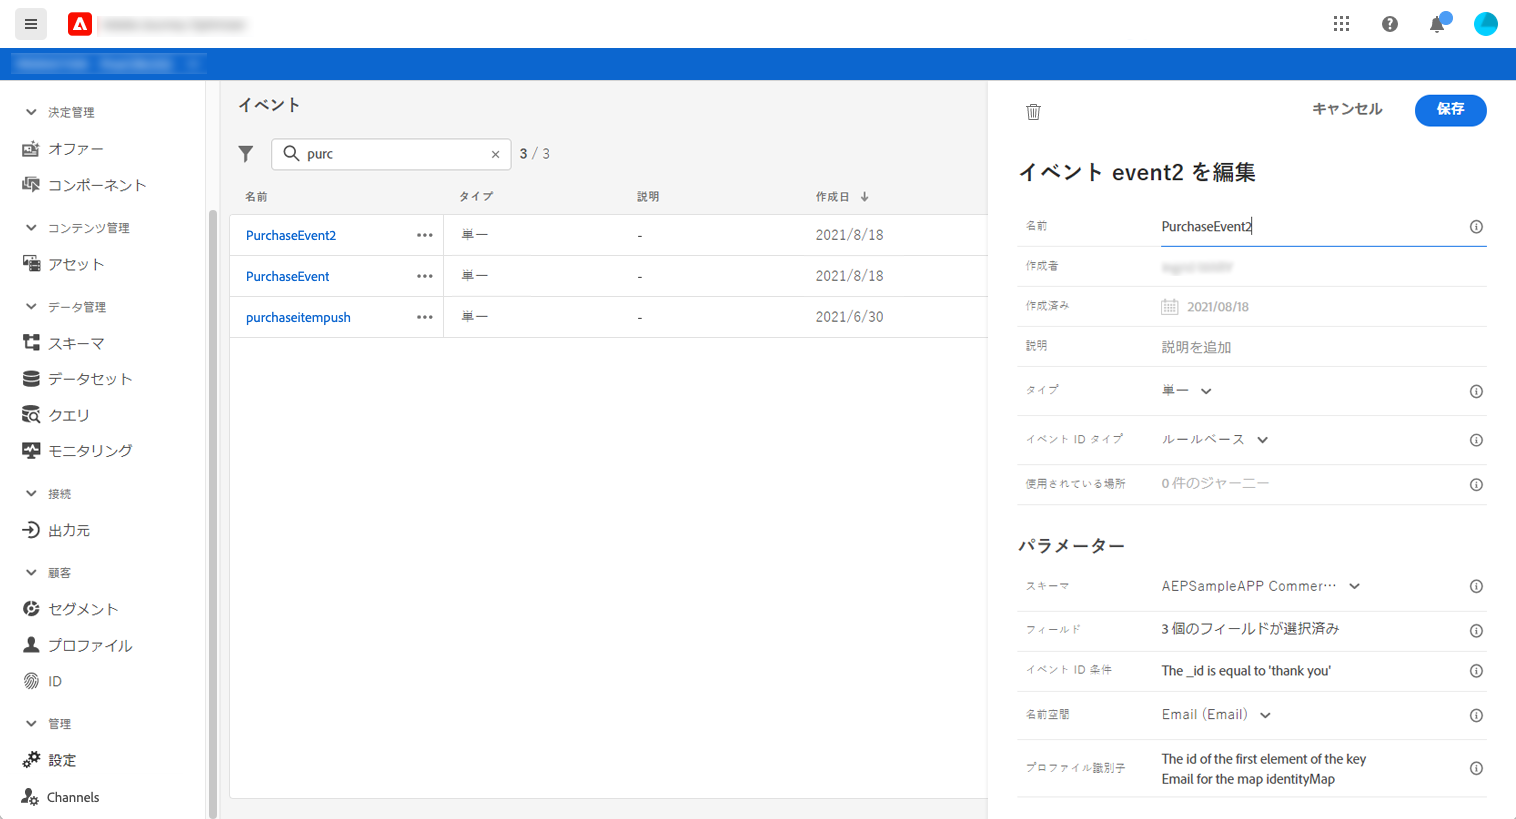 決定管理
オファー
コンポーネント
コンテンツ管理
アセット
データ管理
スキーマ
データセット
クエリ
モニタリング
接続
出力元
顧客
セグメント
プロファイル
ID
管理
設定
Channels
イベント
purc
3 / 3
名前 タイプ 説明 作成日
PurchaseEvent2 単一 - 2021/8/18
PurchaseEvent 単一 - 2021/8/18
purchaseitempush 単一 - 2021/6/30
キャンセル
保存
イベント event2 を編集
名前 PurchaseEvent2
作成者
作成済み 2021/08/18
説明 説明を追加
タイプ 単一
イベント ID タイプ ルールベース
使用されている場所 0 件のジャーニー
パラメーター
スキーマ AEPSampleAPP Commer…
フィールド 3 個のフィールドが選択済み
イベント ID 条件 The _id is equal to 'thank you'
名前空間 Email (Email)
プロファイル識別子 The id of the first element of the key
Email for the map identityMap